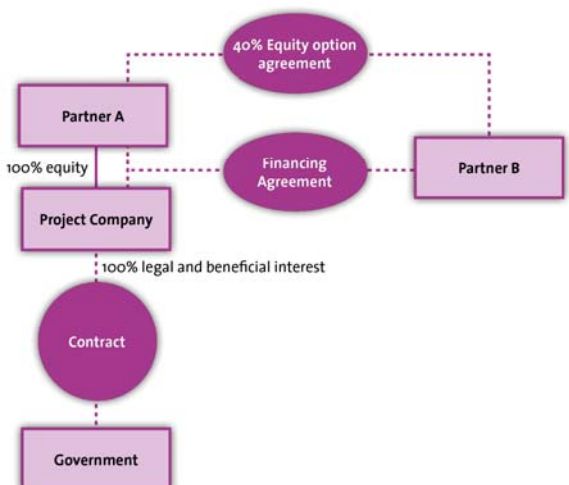 40% Equity option
agreement
Partner A
100% equity
Financing
Agreement
Partner B
Project Company
100% legal and beneficial interest
Contract
Government